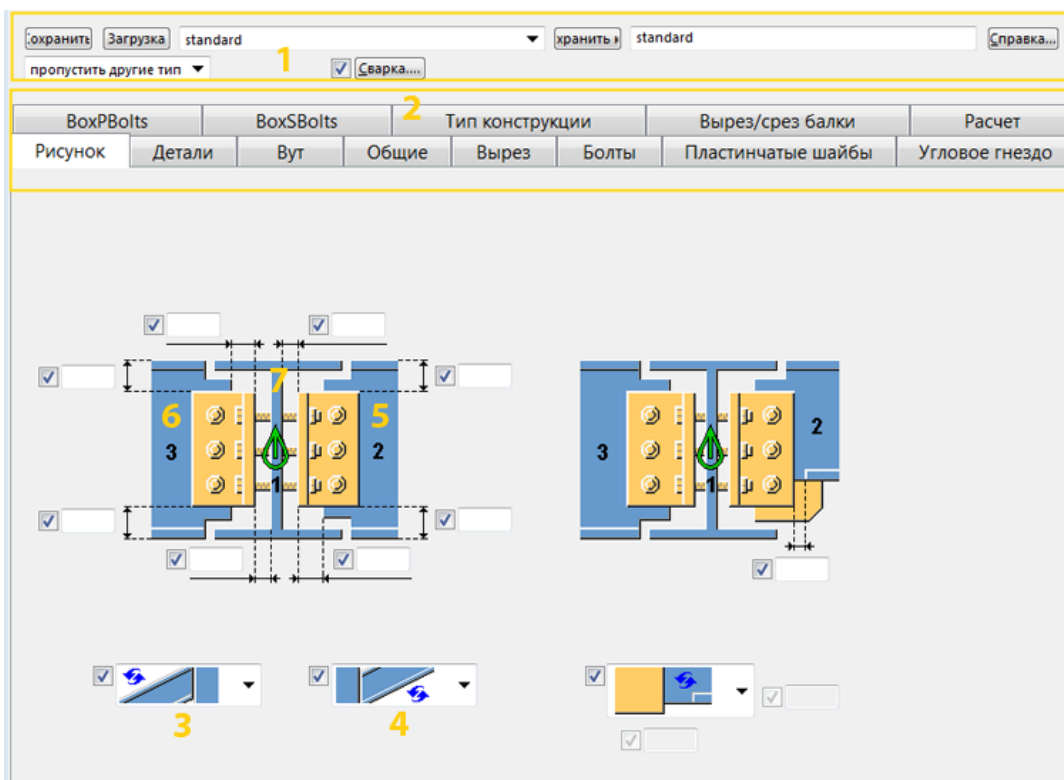 Сохранить Загрузка standard хранить к standard Справка...
пропустить другие тип Сварка....
1
2
BoxPBolts BoxSBolts Тип конструкции Вырез/срез балки Расчет
Рисунок Детали Вут Общие Вырез Болты Пластинчатые шайбы Угловое гнездо
7
6 5
3 2 3 2
1 1
3 4